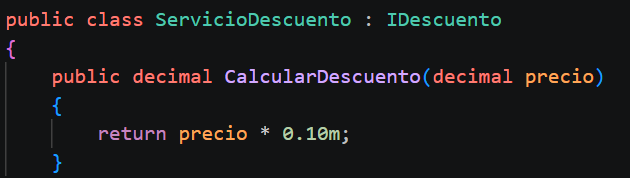 public class ServicioDescuento : IDescuento
{
public decimal CalcularDescuento(decimal precio)
{
return precio * 0.10m;
}